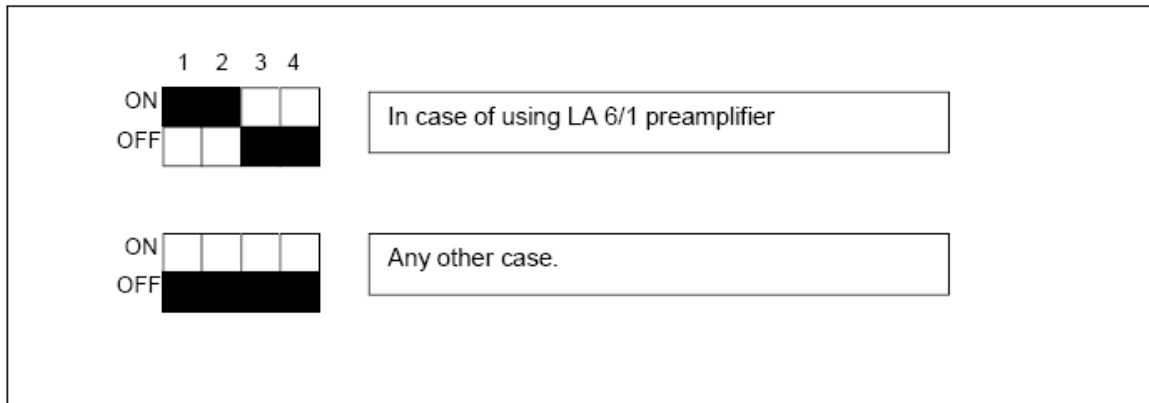 1 2 3 4
ON
In case of using LA 6/1 preamplifier
OFF
ON
Any other case.
OFF